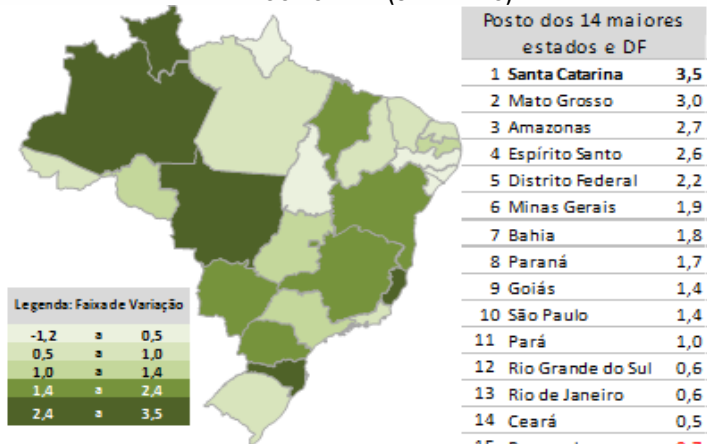 Posto dos 14 maiores
estados e DF
1 Santa Catarina 3,5
2 Mato Grosso 3,0
3 Amazonas 2,7
4 Espírito Santo 2,6
5 Distrito Federal 2,2
6 Minas Gerais 1,9
7 Bahia 1,8
8 Paraná 1,7
9 Goiás 1,4
10 São Paulo 1,4
11 Pará 1,0
12 Rio Grande do Sul 0,6
13 Rio de Janeiro 0,6
14 Ceará 0,5
Legenda: Faixa de Variação
-1,2 a 0,5
0,5 a 1,0
1,0 a 1,4
1,4 a 2,4
2,4 a 3,5